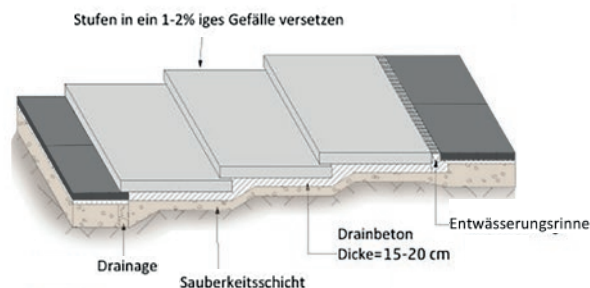 Stufen in ein 1-2% iges Gefälle versetzen
Entwässerungsrinne
Drainbeton
Dicke=15-20 cm
Drainage
Sauberkeitsschicht